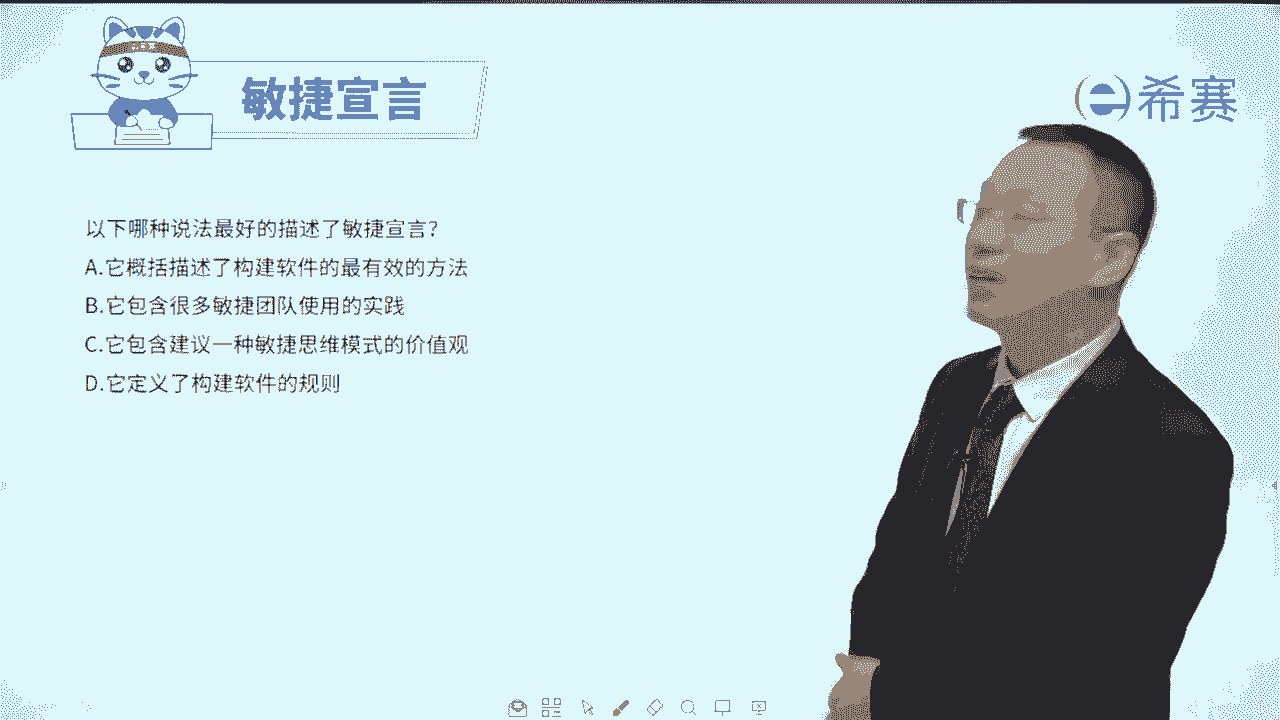 敏捷宣言
希赛
以下哪种说法最好的描述了敏捷宣言？
A.它概括描述了构建软件的最有效的方法
B.它包含很多敏捷团队使用的实践
C.它包含建议一种敏捷思维模式的价值观
D.它定义了构建软件的规则